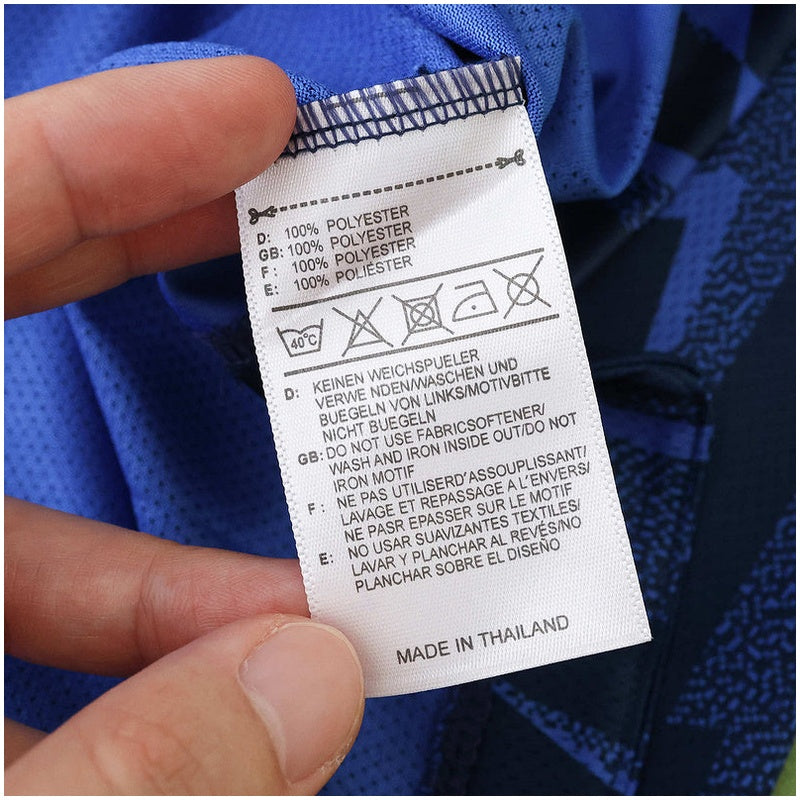 D: 100% POLYESTER
GB: 100% POLYESTER
F: 100% POLYESTER
E: 100% POLIÉSTER
40°C
D: KEINEN WEICHSPUELER
VERWE NDEN/WASCHEN UND
BUEGELN VON LINKS/MOTIVBITTE
NICHT BUEGELN
GB: DO NOT USE FABRICSOFTENER/
WASH AND IRON INSIDE OUT/DO NOT
IRON MOTIF
F: NE PAS UTILISERD'ASSOUPLISSANT/
LAVAGE ET REPASSAGE A L'ENVERS/
NE PASR EPASSER SUR LE MOTIF
E: NO USAR SUAVIZANTES TEXTILES/
LAVAR Y PLANCHAR AL REVÉS/NO
PLANCHAR SOBRE EL DISEÑO
MADE IN THAILAND